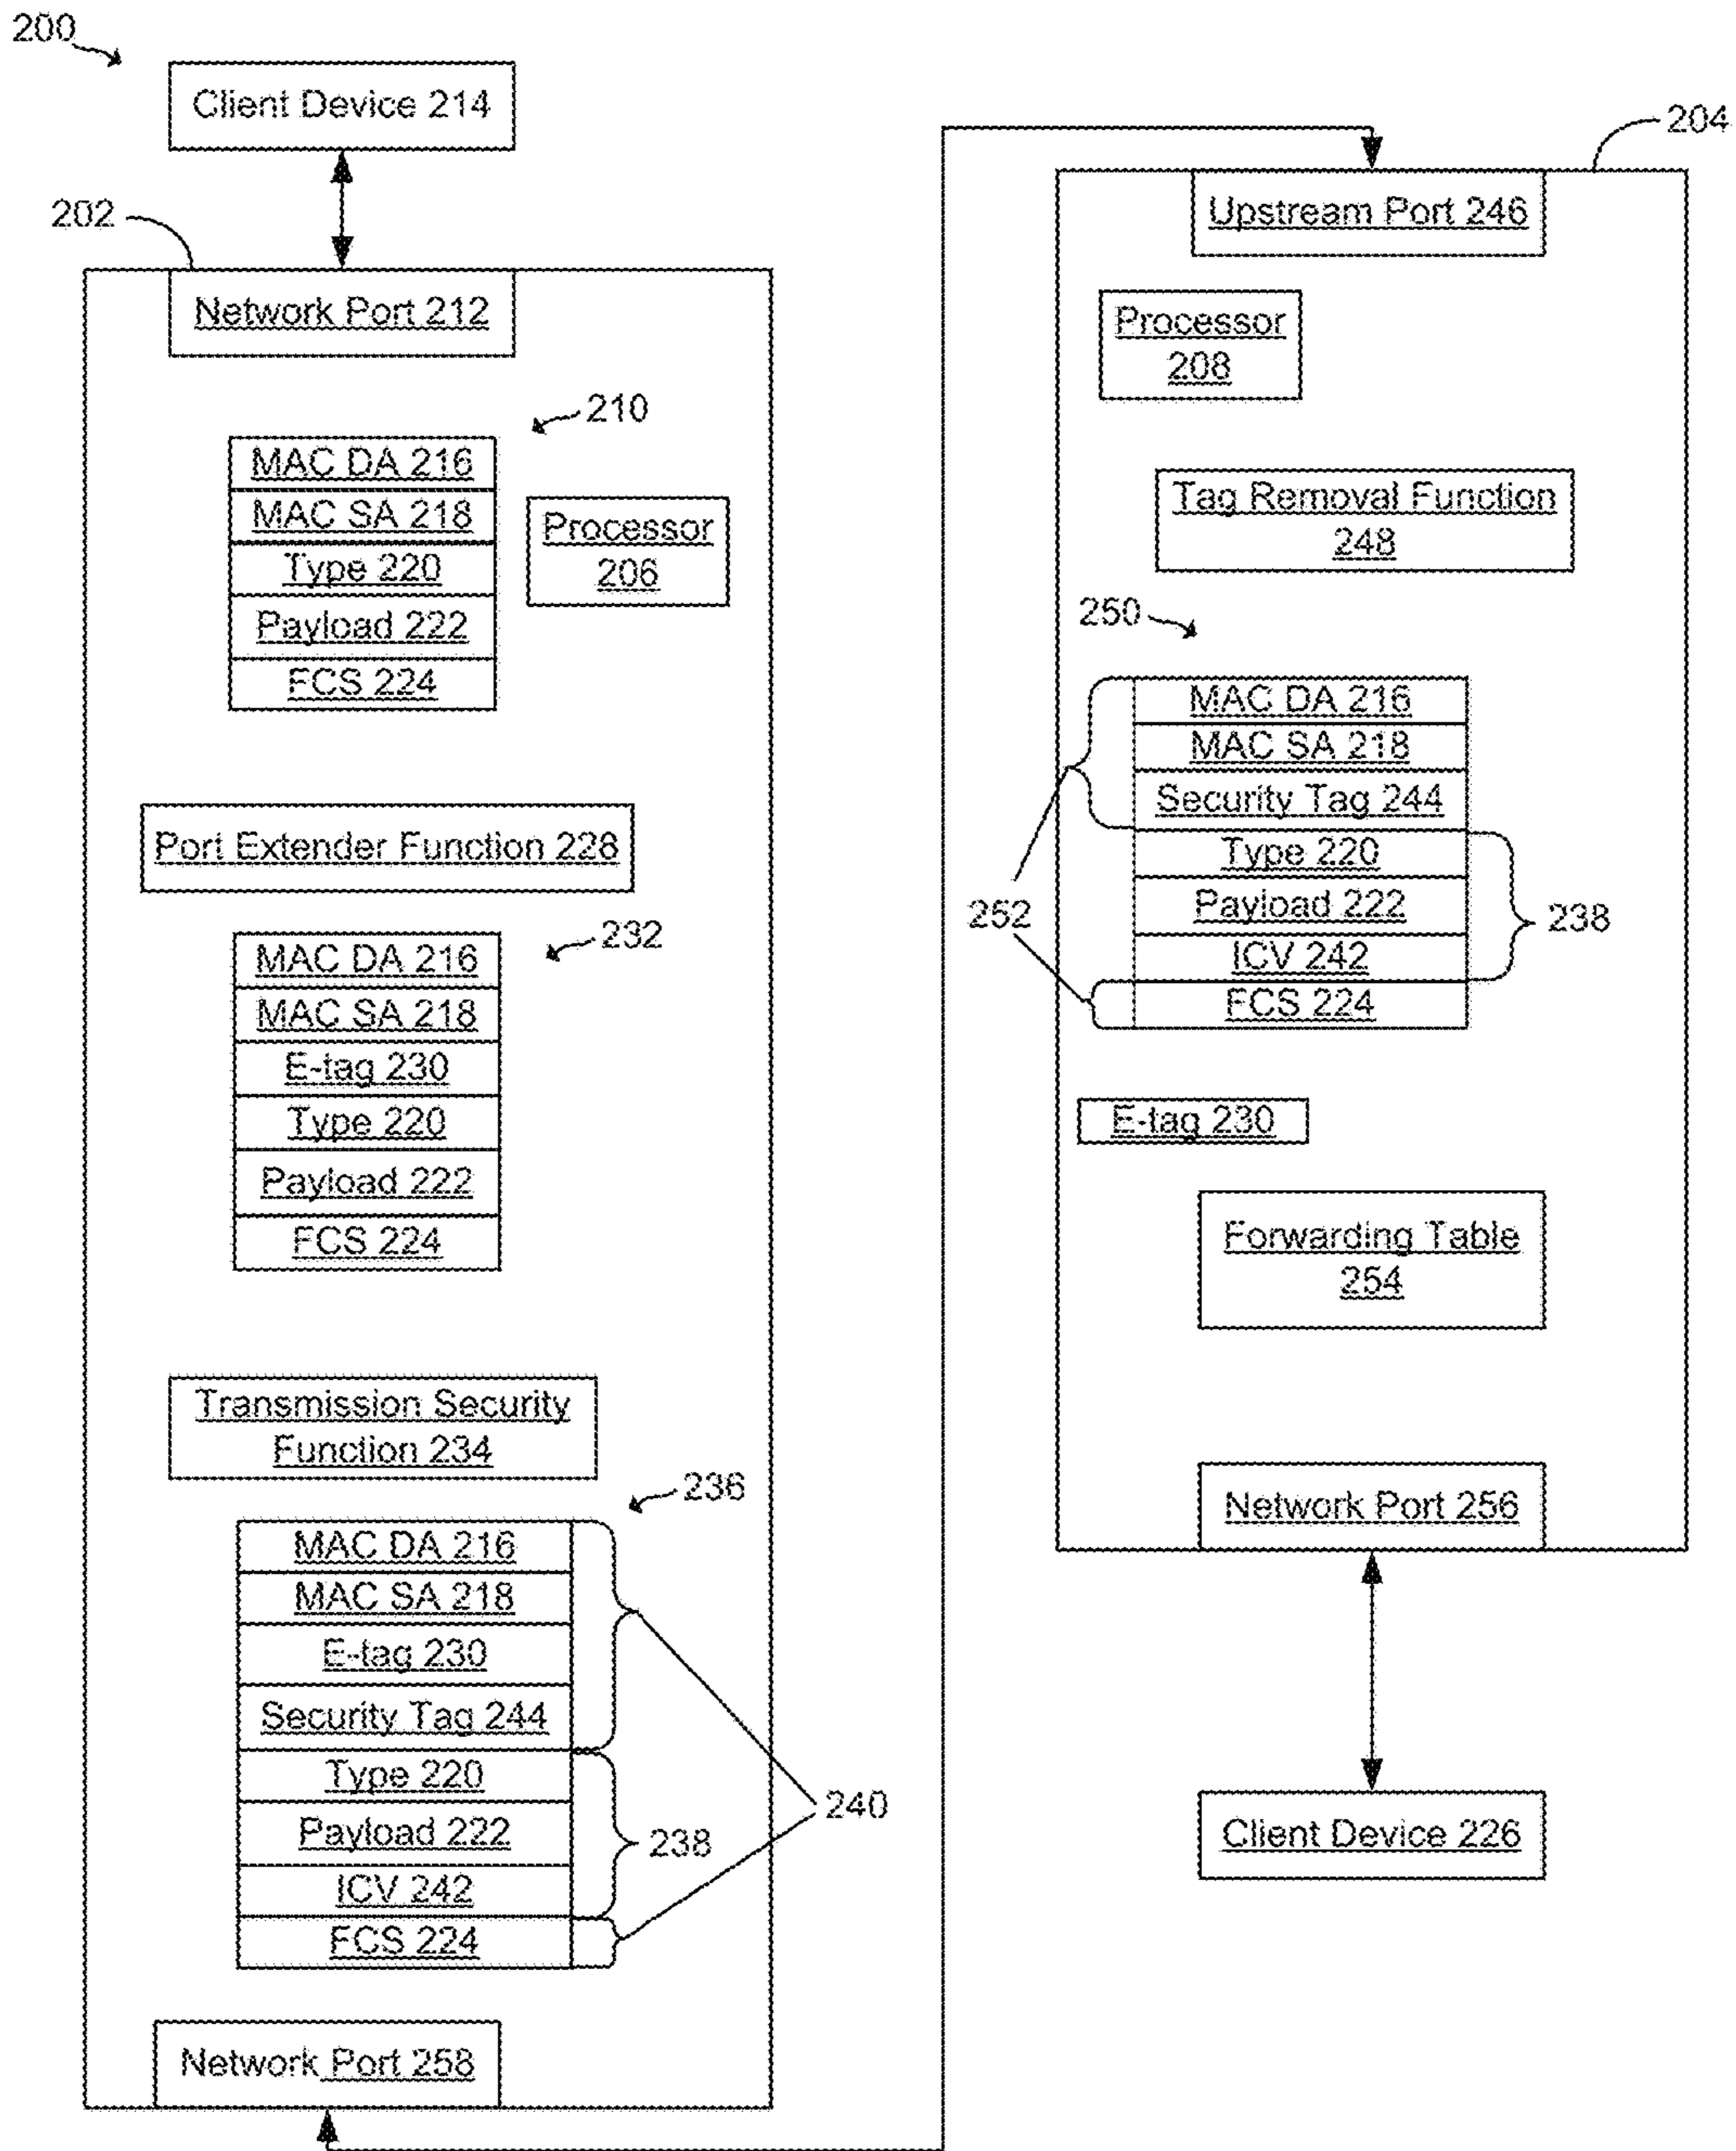 200
Client Device 214
202
Network Port 212
210
MAC DA 216
MAC SA 218
Type 220
Payload 222
FCS 224
Processor
206
Port Extender Function 228
232
MAC DA 216
MAC SA 218
E-tag 230
Type 220
Payload 222
FCS 224
Transmission Security
Function 234
236
MAC DA 216
MAC SA 218
E-tag 230
Security Tag 244
Type 220
Payload 222
ICV 242
FCS 224
238
240
Network Port 258
204
Upstream Port 246
Processor
208
Tag Removal Function
248
250
MAC DA 216
MAC SA 218
Security Tag 244
Type 220
Payload 222
ICV 242
FCS 224
252
238
E-tag 230
Forwarding Table
254
Network Port 256
Client Device 226